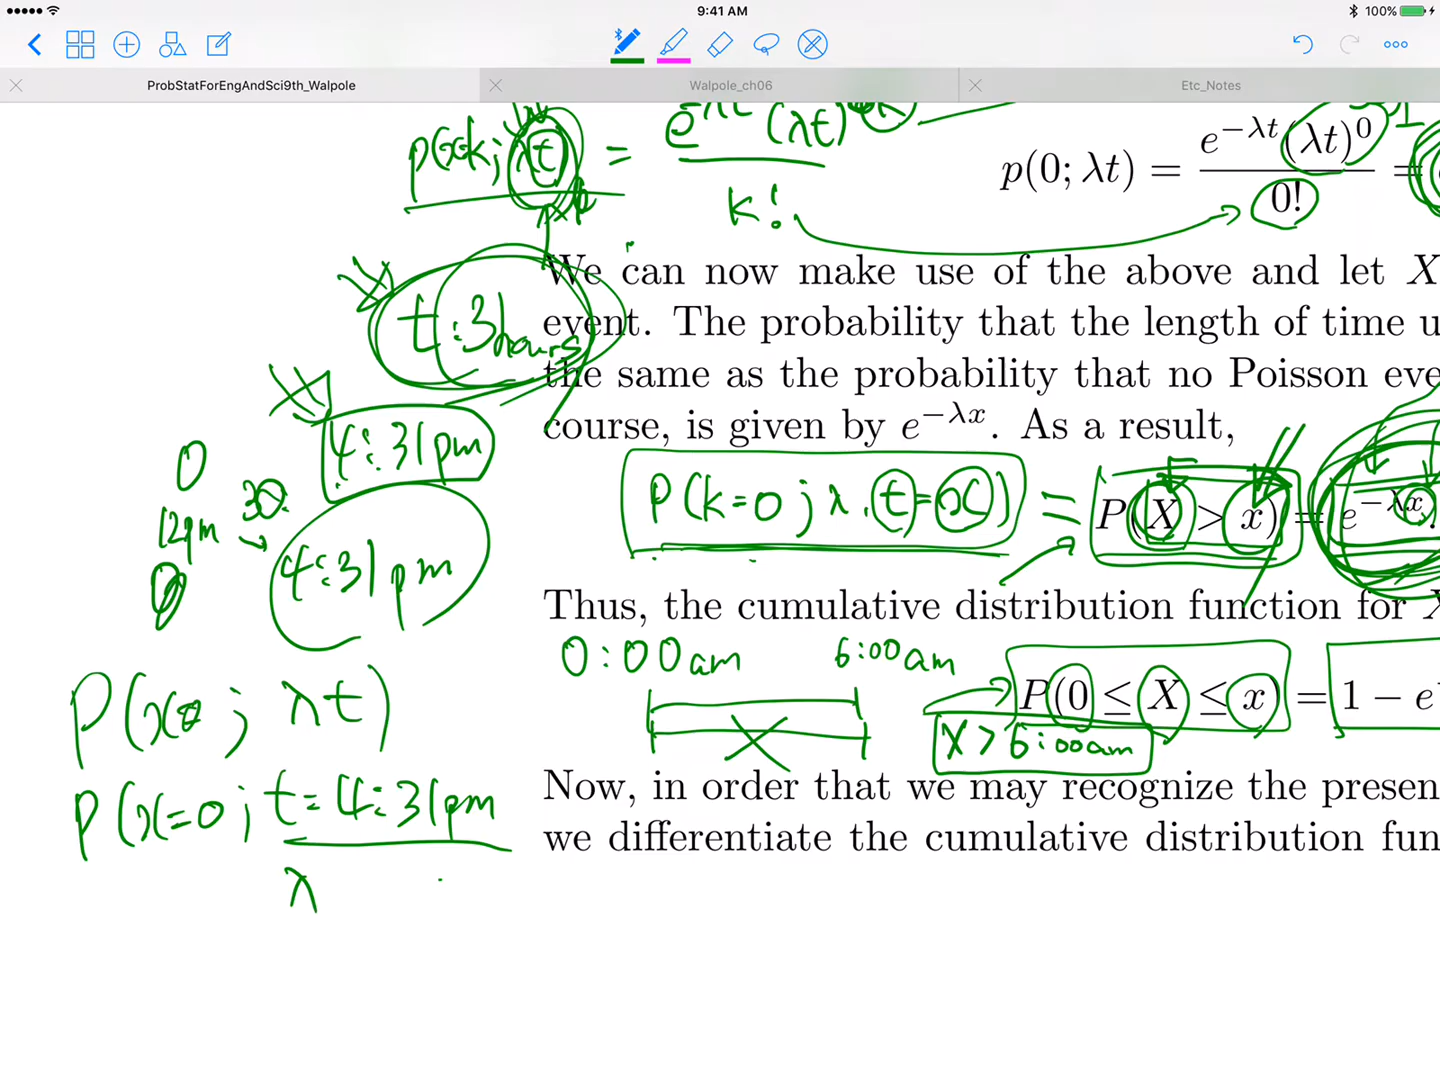 9:41 AM
100%
ProbStatForEngAndSci9th_Walpole
Walpole_ch06
Etc_Notes
k; λt) = e (λt) / k!
p(0; λt) = e^{−λt}(λt)^0 / 0! =
We can now make use of the above and let X
t : 3 hours
event. The probability that the length of time u
the same as the probability that no Poisson eve
4:31pm
course, is given by e^{−λx}. As a result,
0
30
12pm
4:31pm
P(k=0; λ, t=x) = P(X > x) = e^{−λx}.
0
Thus, the cumulative distribution function for X
0:00am 6:00am
P(0 ≤ X ≤ x) = 1 − e
X > 6:00am
P(x ; λt)
Now, in order that we may recognize the presen
P(x=0; t=4:31pm
we differentiate the cumulative distribution fun
λ